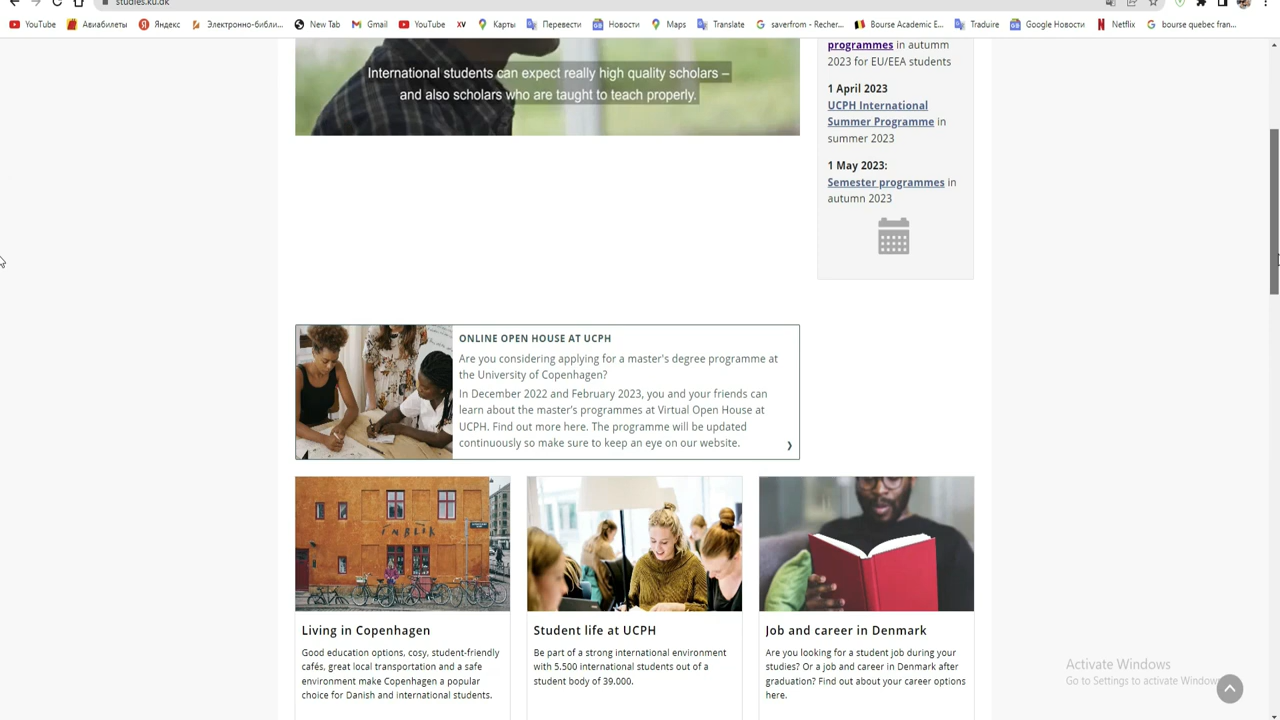 studies.ku.dk
YouTube Авиабилеты Яндекс Электронно-библи... New Tab Gmail YouTube Карты Перевести Новости Maps Translate saverfrom - Recher... Bourse Academic E... Traduire Google Новости Netflix bourse quebec fran...
International students can expect really high quality scholars –
and also scholars who are taught to teach properly.
programmes in autumm
2023 for EU/EEA students
1 April 2023
UCPH International
Summer Programme in
summer 2023
1 May 2023:
Semester programmes in
autumn 2023
ONLINE OPEN HOUSE AT UCPH
Are you considering applying for a master's degree programme at
the University of Copenhagen?
In December 2022 and February 2023, you and your friends can
learn about the master's programmes at Virtual Open House at
UCPH. Find out more here. The programme will be updated
continuously so make sure to keep an eye on our website.
Living in Copenhagen
Good education options, cosy, student-friendly
cafés, great local transportation and a safe
environment make Copenhagen a popular
choice for Danish and international students.
Student life at UCPH
Be part of a strong international environment
with 5.500 international students out of a
student body of 39.000.
Job and career in Denmark
Are you looking for a student job during your
studies? Or a job and career in Denmark after
graduation? Find out about your career options
here.
Activate Windows
Go to Settings to activate Windows.